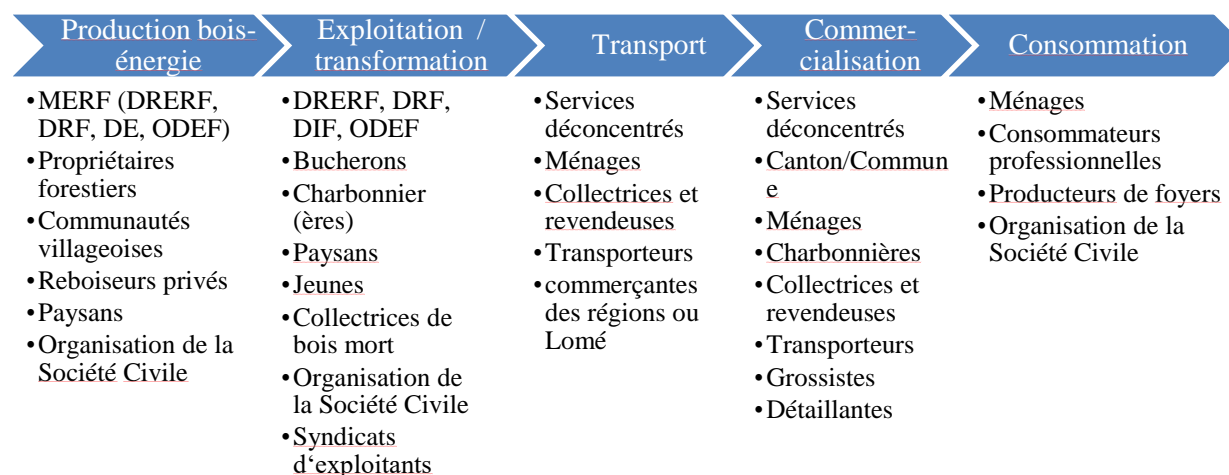 Production bois-
énergie
•MERF (DRERF,
DRF, DE, ODEF)
•Propriétaires
forestiers
•Communautés
villageoises
•Reboiseurs privés
•Paysans
•Organisation de la
Société Civile
Exploitation /
transformation
•DRERF, DRF,
DIF, ODEF
•Bucherons
•Charbonnier
(ères)
•Paysans
•Jeunes
•Collectrices de
bois mort
•Organisation de
la Société Civile
•Syndicats
d‘exploitants
Transport
•Services
déconcentrés
•Ménages
•Collectrices et
revendeuses
•Transporteurs
•commerçantes
des régions ou
Lomé
Commer-
cialisation
•Services
déconcentrés
•Canton/Commun
e
•Ménages
•Charbonnières
•Collectrices et
revendeuses
•Transporteurs
•Grossistes
•Détaillantes
Consommation
•Ménages
•Consommateurs
professionnelles
•Producteurs de foyers
•Organisation de la
Société Civile